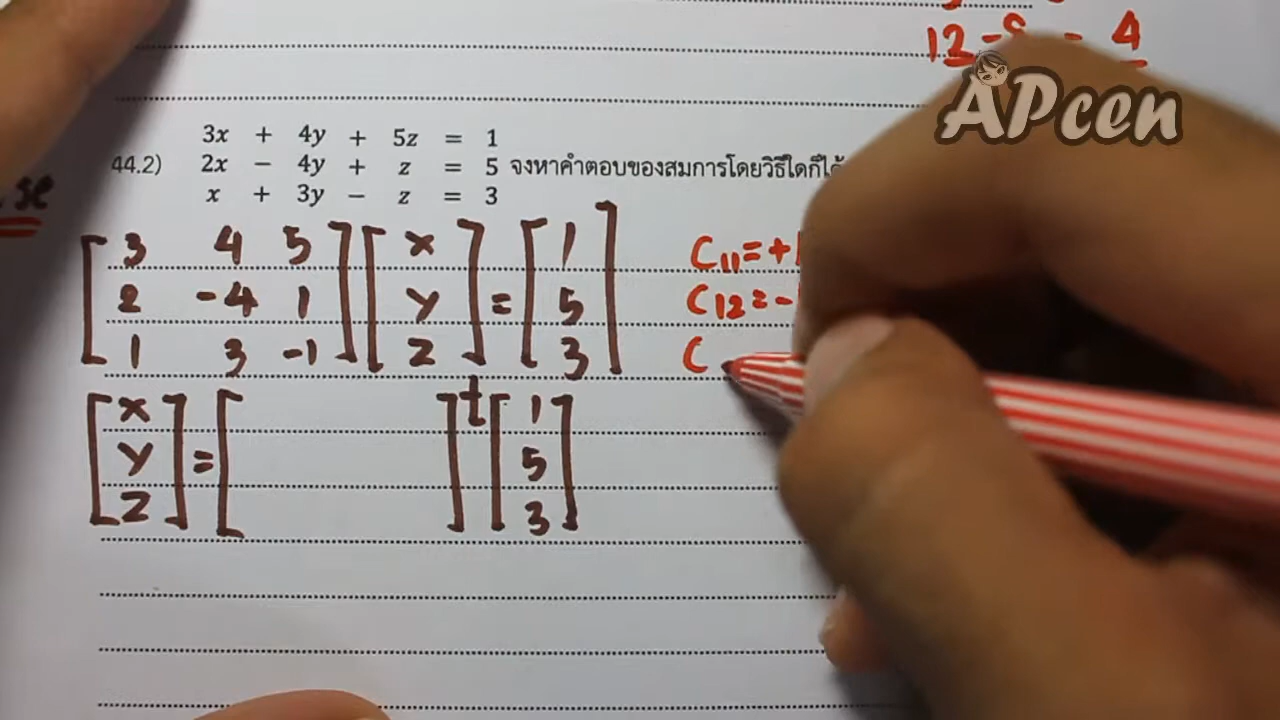 12 - 8 = 4
APcen
3x + 4y + 5z = 1
44.2) 2x - 4y + z = 5 จงหาคำตอบของสมการโดยวิธีใดก็ได้
x + 3y - z = 3
se
[3 4 5] [x] = [1] C11 = +
[2 -4 1] [y] [5] C12 = -
[1 3 -1] [z] [3] C
[x] = [ ]t [1]
[y] [5]
[z] [3]